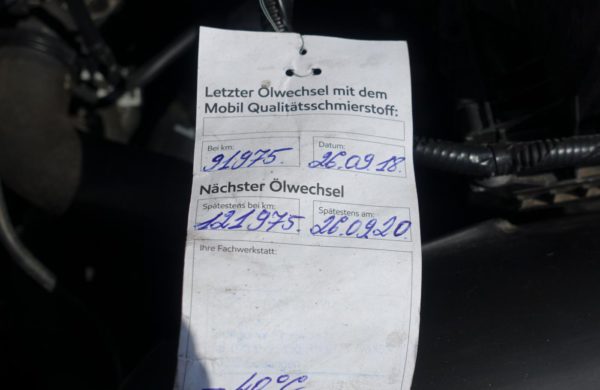 Letzter Ölwechsel mit dem
Mobil Qualitätsschmierstoff:
Bei km: Datum:
91975. 26.09.18.
Nächster Ölwechsel
Spätestens bei km: Spätestens am:
121975. 26.09.20.
Ihre Fachwerkstatt:
- 40°C